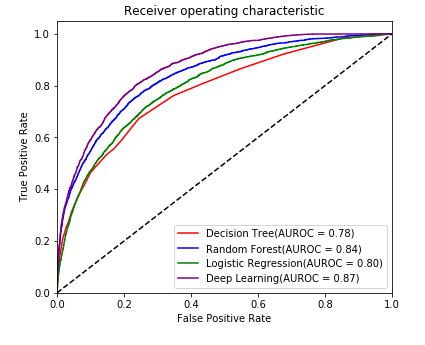 Receiver operating characteristic
True Positive Rate
1.0
0.8
0.6
0.4
0.2
0.0
Decision Tree(AUROC = 0.78)
Random Forest(AUROC = 0.84)
Logistic Regression(AUROC = 0.80)
Deep Learning(AUROC = 0.87)
0.0 0.2 0.4 0.6 0.8 1.0
False Positive Rate